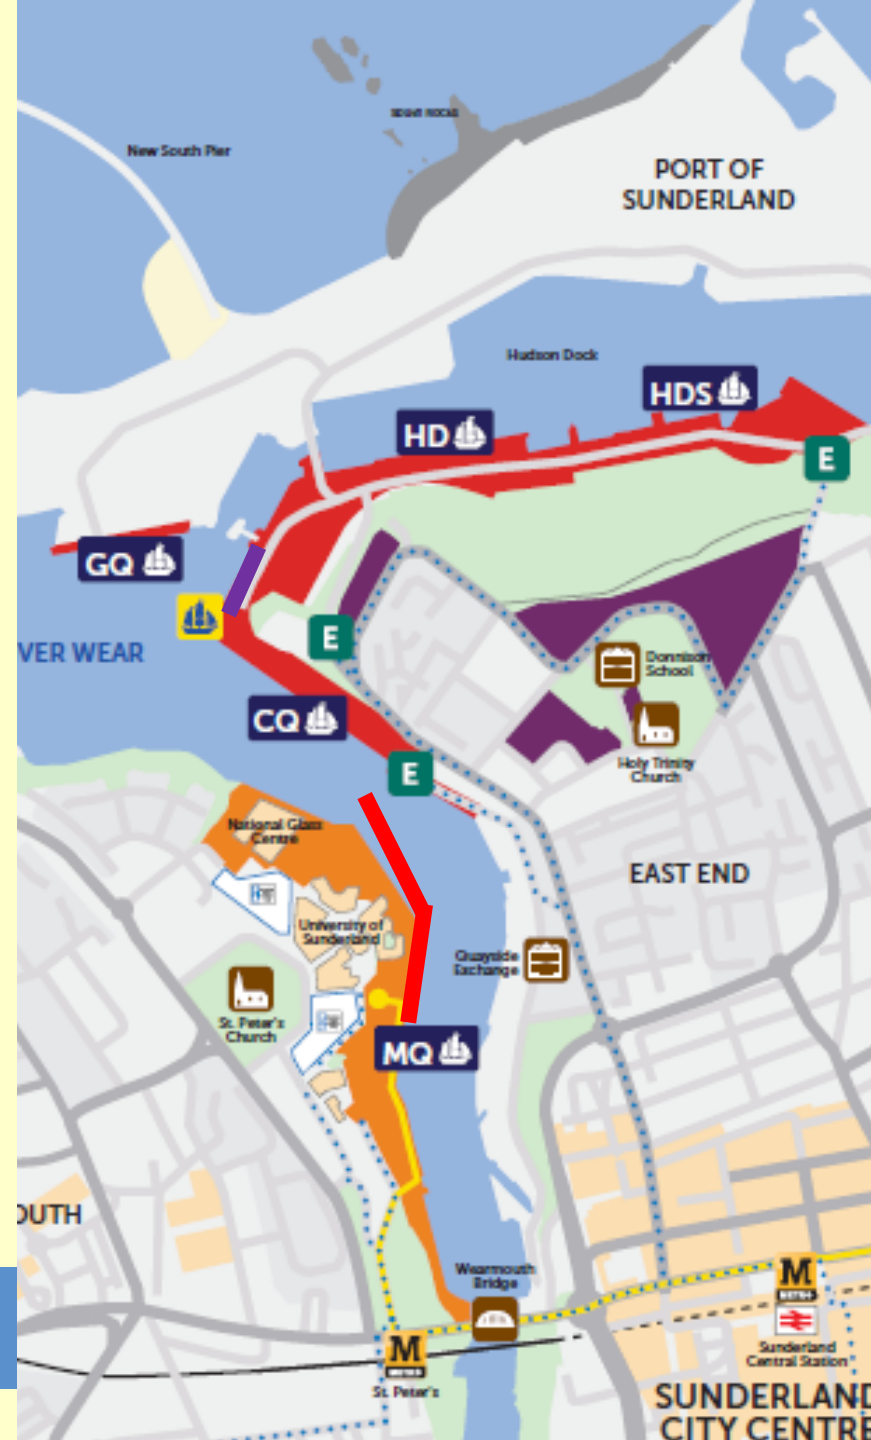 New South Pier
PORT OF
SUNDERLAND
Hudson Dock
HDS
HD
E
GQ
VER WEAR
E
CQ
Donnison
School
Holy Trinity
Church
E
National Glass
Centre
EAST END
University of
Sunderland
Quayside
Exchange
St. Peter's
Church
MQ
OUTH
Wearmouth
Bridge
M
METRO
Sunderland
Central Station
M
METRO
St. Peter's
SUNDERLAND
CITY CENTRE